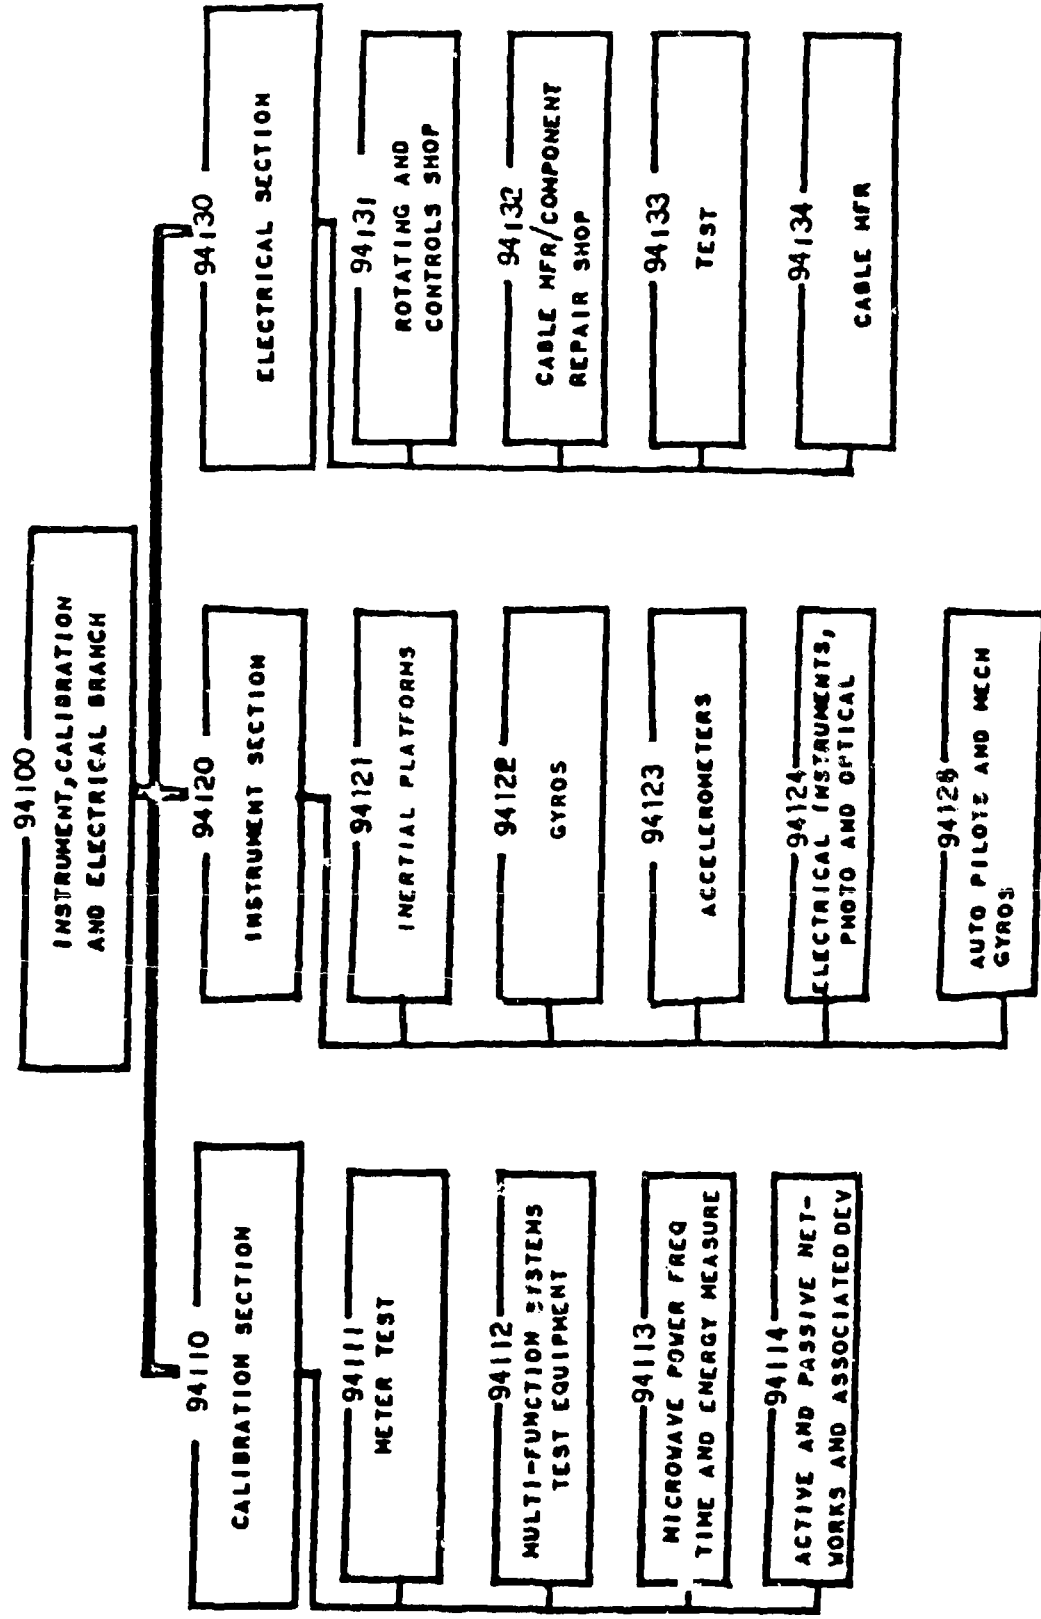 94100
INSTRUMENT, CALIBRATION
AND ELECTRICAL BRANCH
94110
CALIBRATION SECTION
94111
METER TEST
94112
MULTI-FUNCTION SYSTEMS
TEST EQUIPMENT
94113
MICROWAVE POWER FREQ
TIME AND ENERGY MEASURE
94114
ACTIVE AND PASSIVE NET-
WORKS AND ASSOCIATED DEV
94120
INSTRUMENT SECTION
94121
INERTIAL PLATFORMS
94122
GYROS
94123
ACCELEROMETERS
94124
ELECTRICAL INSTRUMENTS,
PHOTO AND OPTICAL
AUTO PILOTS AND MECH
GYROS
94130
ELECTRICAL SECTION
94131
ROTATING AND
CONTROLS SHOP
94132
CABLE MFR/COMPONENT
REPAIR SHOP
94133
TEST
94134
CABLE MFR